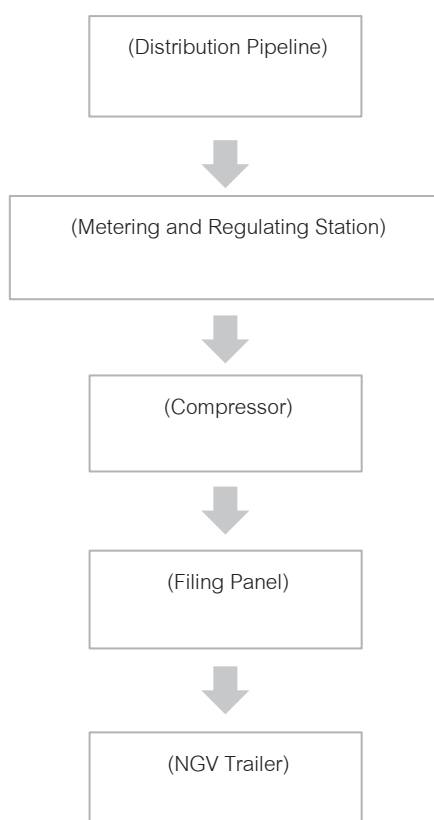 (Distribution Pipeline)
(Metering and Regulating Station)
(Compressor)
(Filing Panel)
(NGV Trailer)